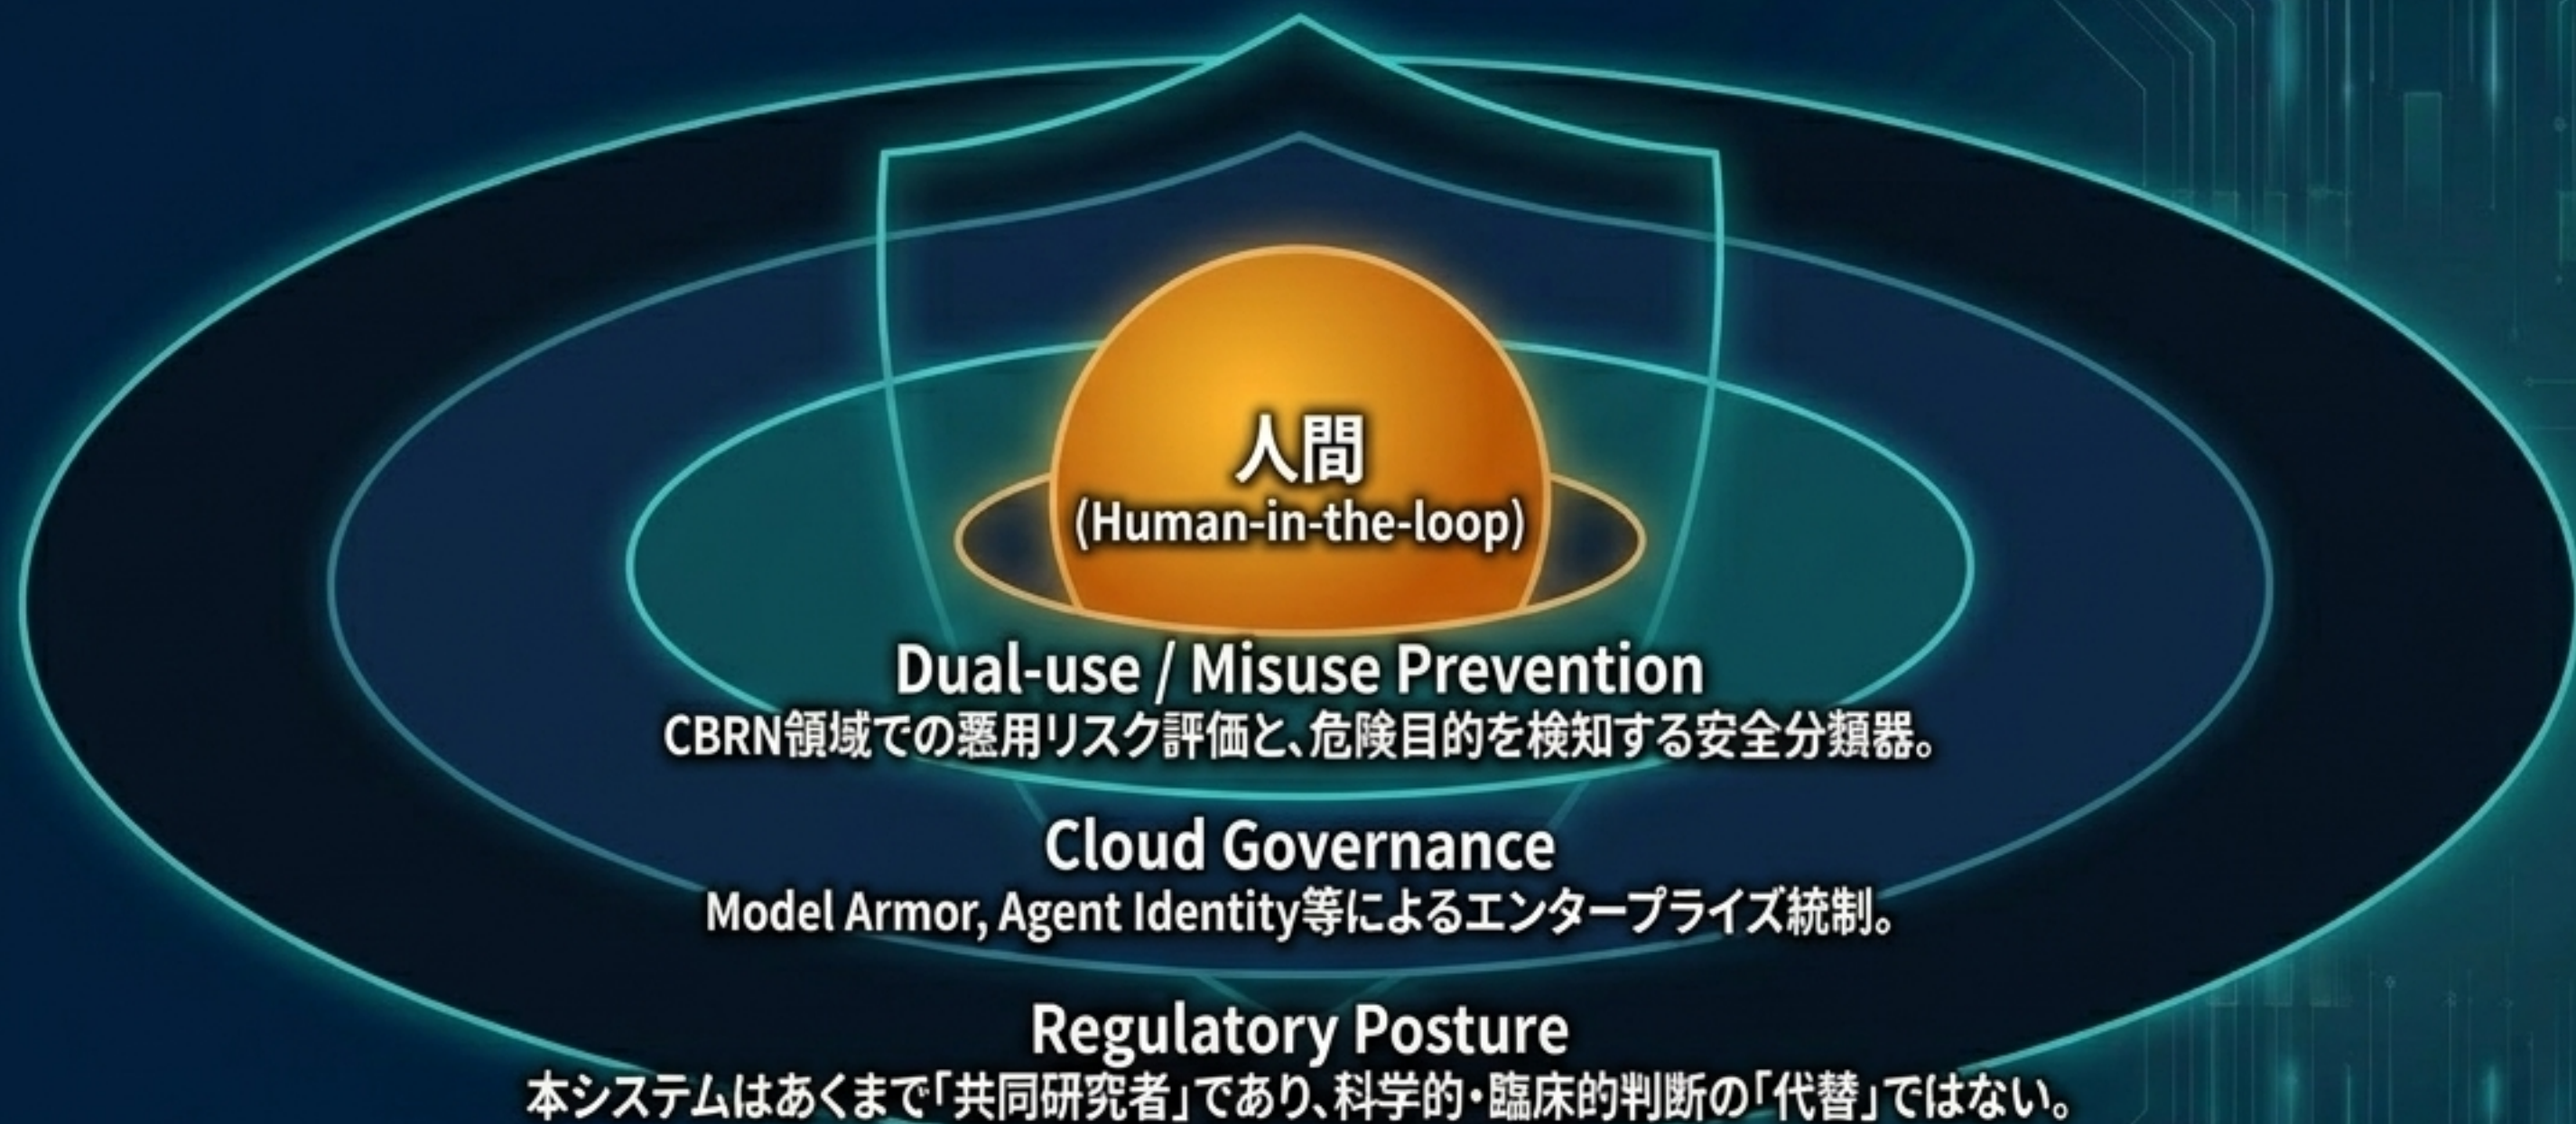 人間
(Human-in-the-loop)
Dual-use / Misuse Prevention
CBRN領域での悪用リスク評価と、危険目的を検知する安全分類器。
Cloud Governance
Model Armor, Agent Identity等によるエンタープライズ統制。
Regulatory Posture
本システムはあくまで「共同研究者」であり、科学的・臨床的判断の「代替」ではない。